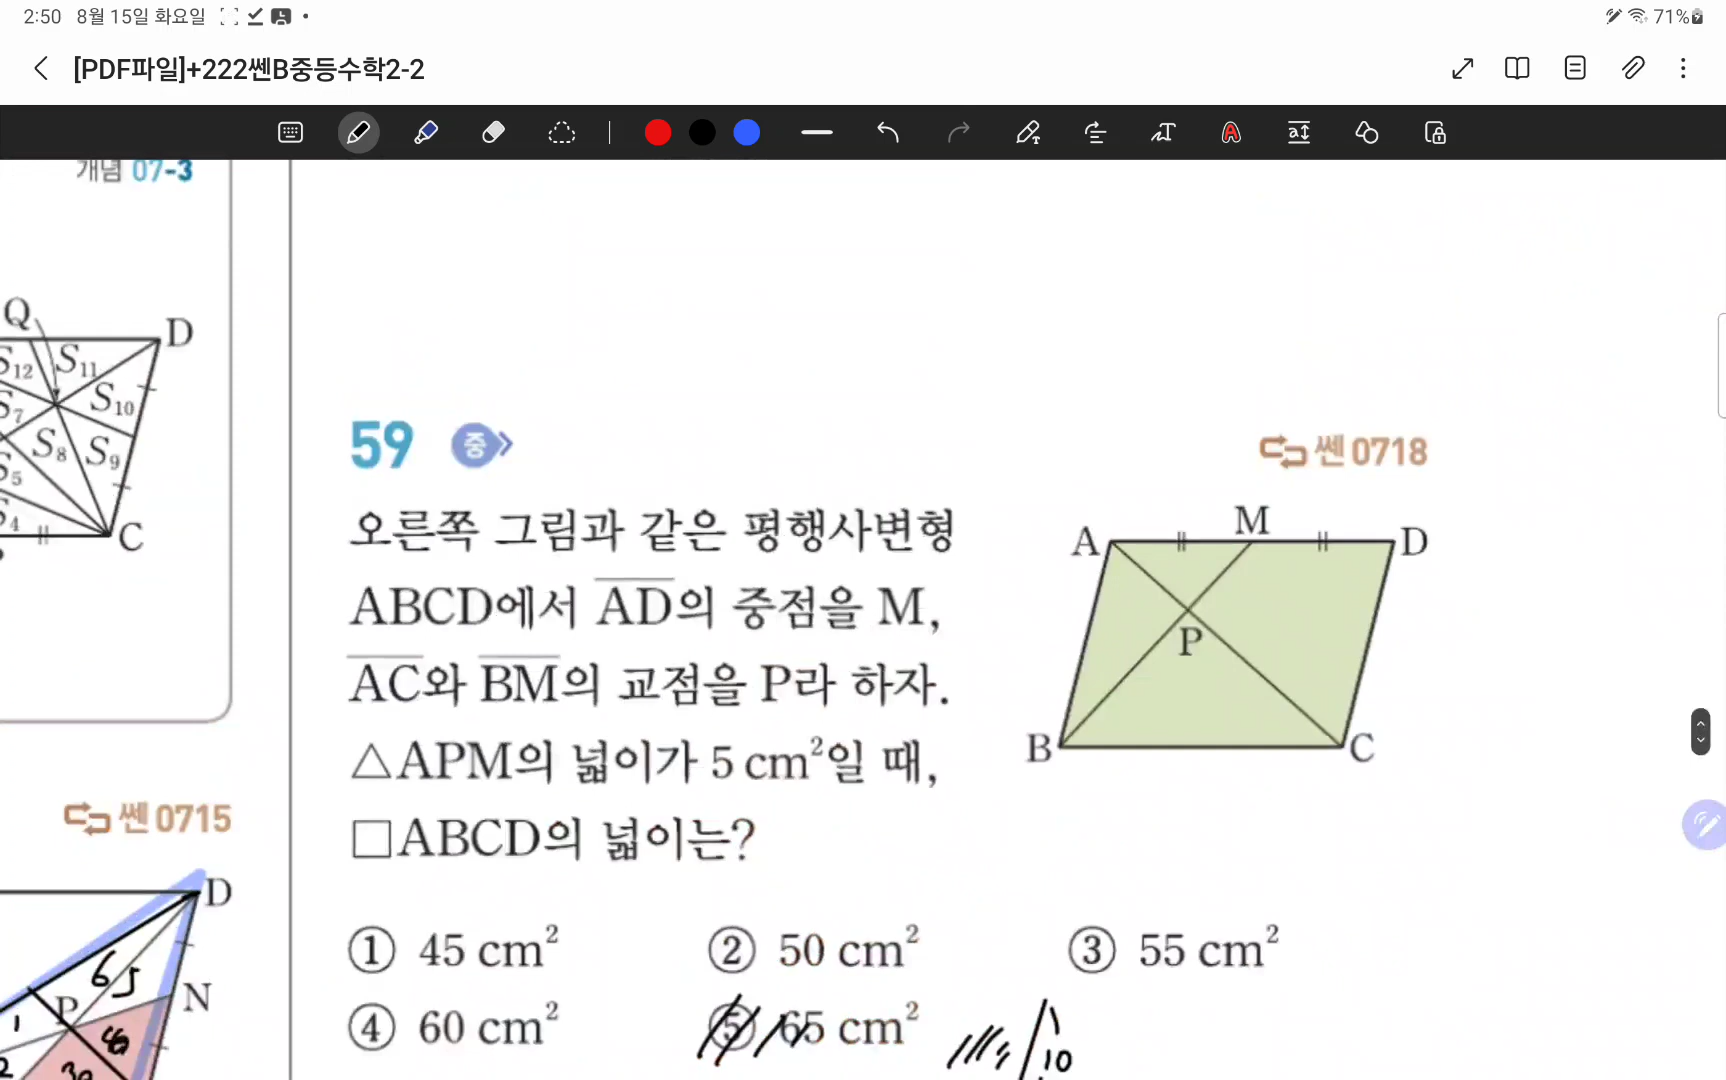 2:50 8월 15일 화요일
71%
[PDF파일]+222쎈B중등수학2-2
개념 07-3
Q
D
S12 S11
S10
S7
S8 S9
S5
S4
C
쎈 0715
D
65
P
N
1
2
30
59 중
쎈 0718
오른쪽 그림과 같은 평행사변형
ABCD에서 AD의 중점을 M,
AC와 BM의 교점을 P라 하자.
△APM의 넓이가 5 cm²일 때,
□ABCD의 넓이는?
A M D
P
B C
① 45 cm² ② 50 cm² ③ 55 cm²
④ 60 cm² ⑤ 65 cm²
10